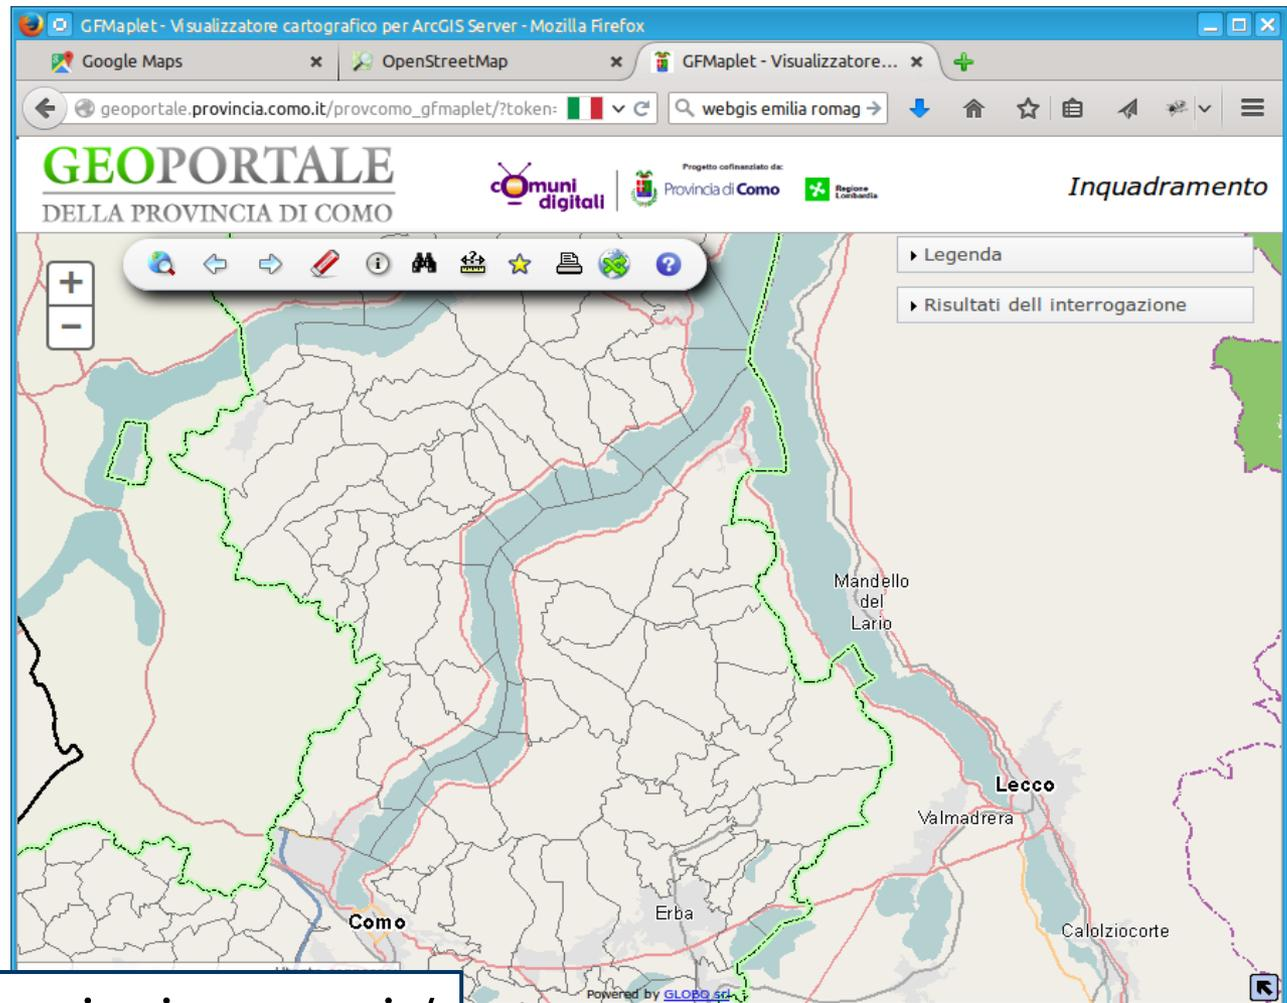 GFMaplet - Visualizzatore cartografico per ArcGIS Server - Mozilla Firefox
Google Maps
OpenStreetMap
GFMaplet - Visualizzatore...
geoportale.provincia.como.it/provcomo_gfmaplet/?token=
webgis emilia romag
GEOPORTALE
DELLA PROVINCIA DI COMO
comuni
digitali
Progetto cofinanziato da:
Provincia di Como
Regione
Lombardia
Inquadramento
Legenda
Risultati dell interrogazione
Mandello
del
Lario
Lecco
Valmadrera
Como
Erba
Calolziocorte
Powered by GLOBO srl